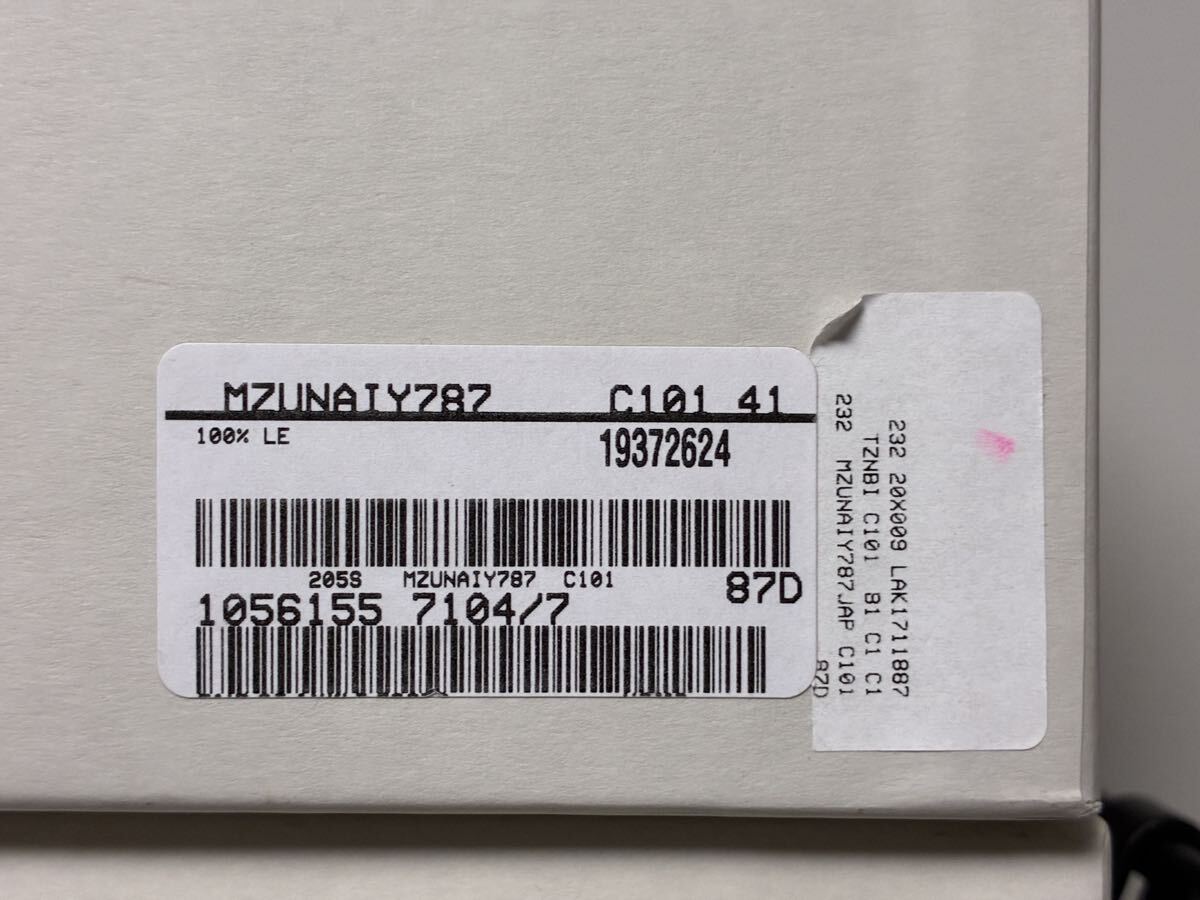 MZUNAIY787 C101 41
100% LE
19372624
205S MZUNAIY787 C101
87D
1056155 7104/7
232 20X009 LAK1711887
TZNBI C101 81 C1 C1
232 MZUNAIY787JAP C101
87D